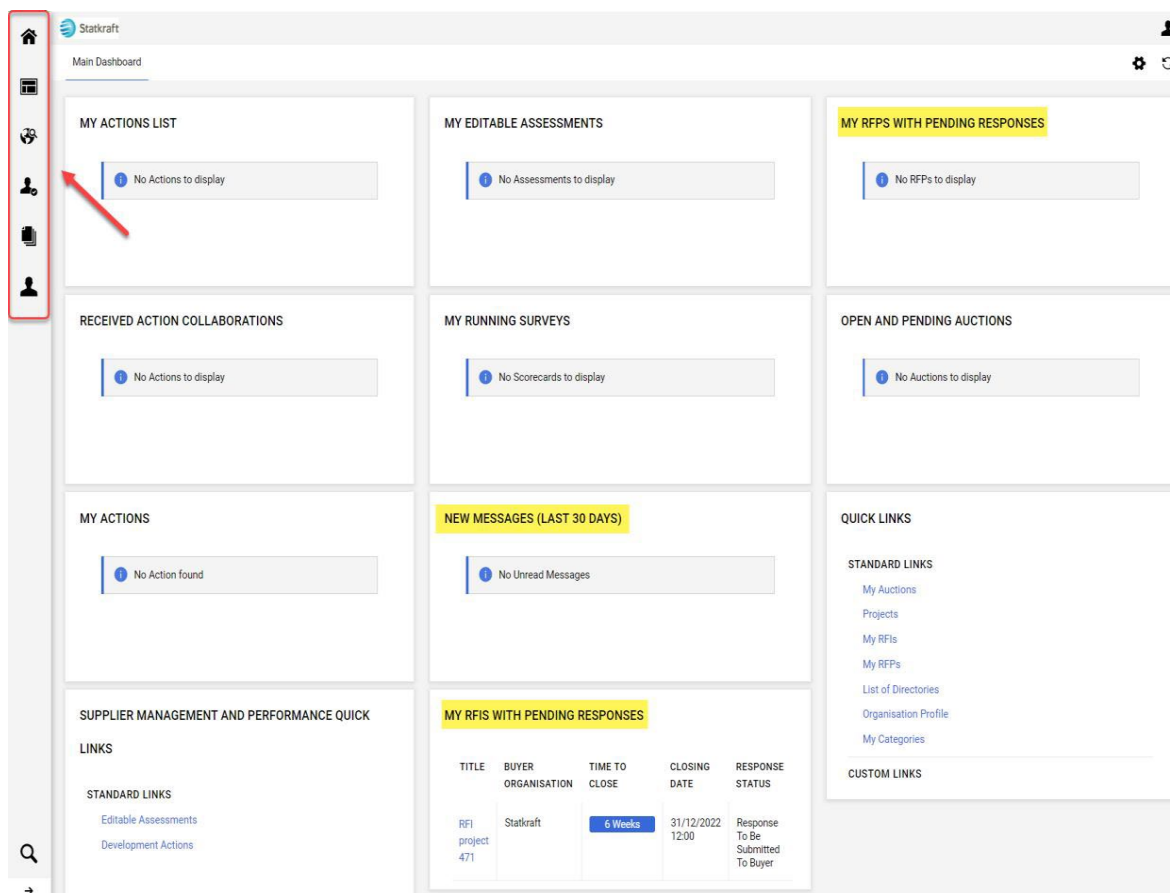 Statkraft
Main Dashboard
MY ACTIONS LIST
No Actions to display
MY EDITABLE ASSESSMENTS
No Assessments to display
MY RFPS WITH PENDING RESPONSES
No RFPs to display
RECEIVED ACTION COLLABORATIONS
No Actions to display
MY RUNNING SURVEYS
No Scorecards to display
OPEN AND PENDING AUCTIONS
No Auctions to display
MY ACTIONS
No Action found
NEW MESSAGES (LAST 30 DAYS)
No Unread Messages
QUICK LINKS
STANDARD LINKS
My Auctions
Projects
My RFIs
My RFPs
List of Directories
Organisation Profile
My Categories
CUSTOM LINKS
SUPPLIER MANAGEMENT AND PERFORMANCE QUICK
LINKS
STANDARD LINKS
Editable Assessments
Development Actions
MY RFIS WITH PENDING RESPONSES
TITLE
BUYER
ORGANISATION
TIME TO
CLOSE
CLOSING
DATE
RESPONSE
STATUS
RFI
project
471
Statkraft
6 Weeks
31/12/2022
12:00
Response
To Be
Submitted
To Buyer